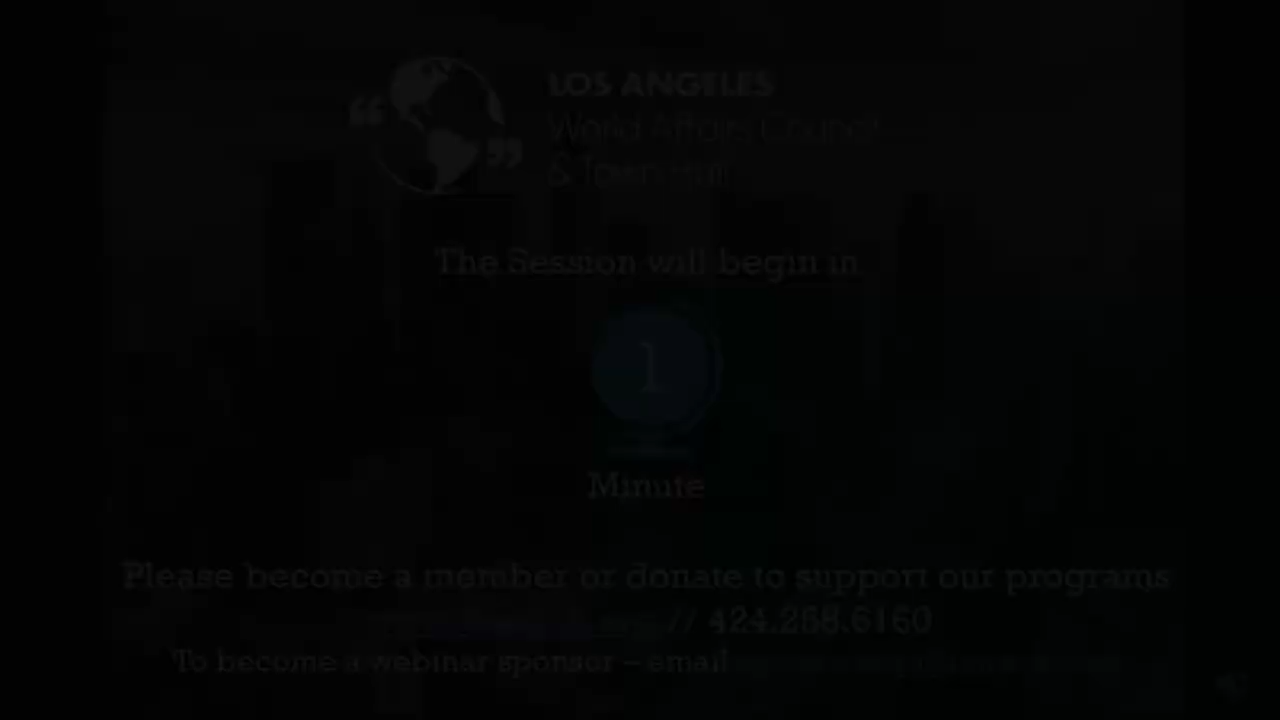 LOS ANGELES
World Affairs Council
& Town Hall
The Session will begin in
1
Minute
Please become a member or donate to support our programs
// 424.258.6160
To become a webinar sponsor – email